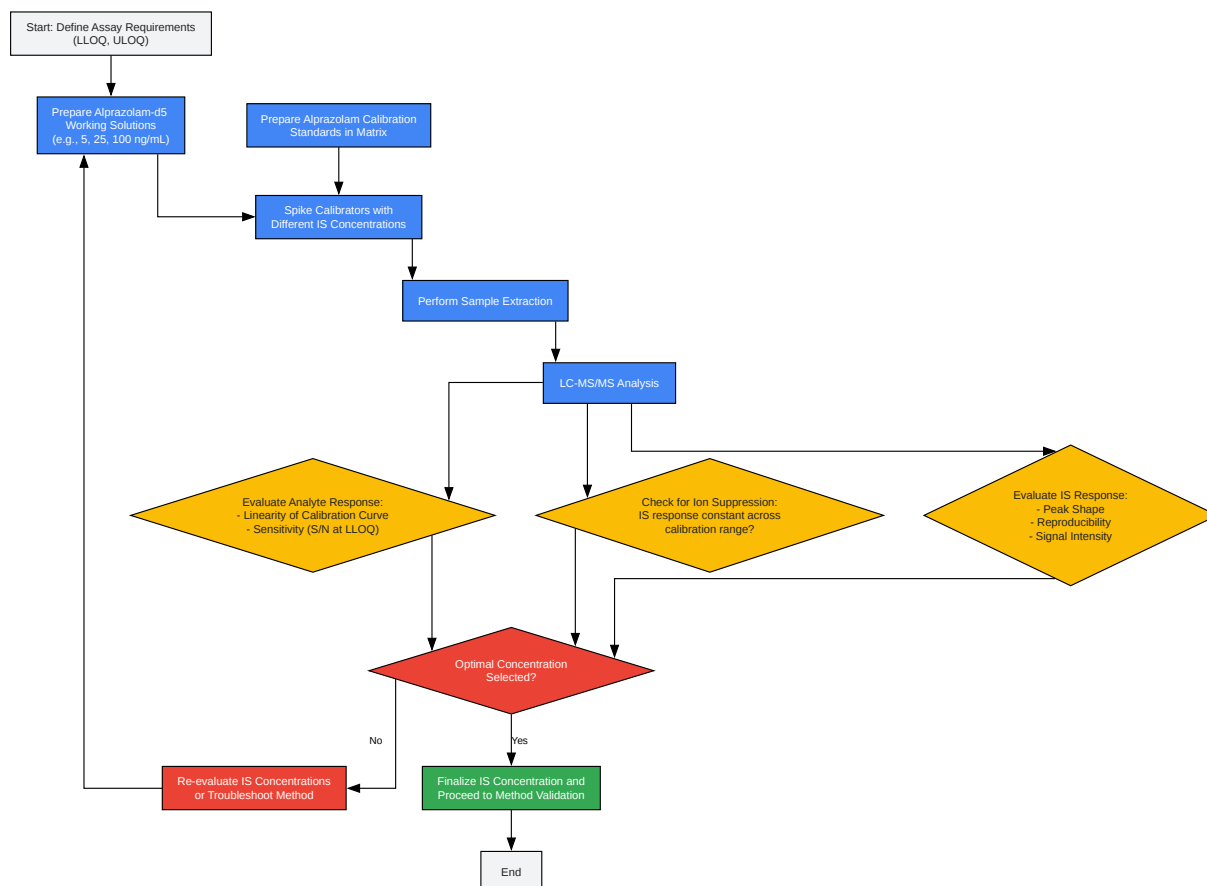 Start: Define Assay Requirements
(LLOQ, ULOQ)
Prepare Alprazolam-d5
Working Solutions
(e.g., 5, 25, 100 ng/mL)
Prepare Alprazolam Calibration
Standards in Matrix
Spike Calibrators with
Different IS Concentrations
Perform Sample Extraction
LC-MS/MS Analysis
Evaluate Analyte Response:
- Linearity of Calibration Curve
- Sensitivity (S/N at LLOQ)
Check for Ion Suppression:
IS response constant across
calibration range?
Evaluate IS Response:
- Peak Shape
- Reproducibility
- Signal Intensity
Optimal Concentration
Selected?
No
Yes
Re-evaluate IS Concentrations
or Troubleshoot Method
Finalize IS Concentration and
Proceed to Method Validation
End